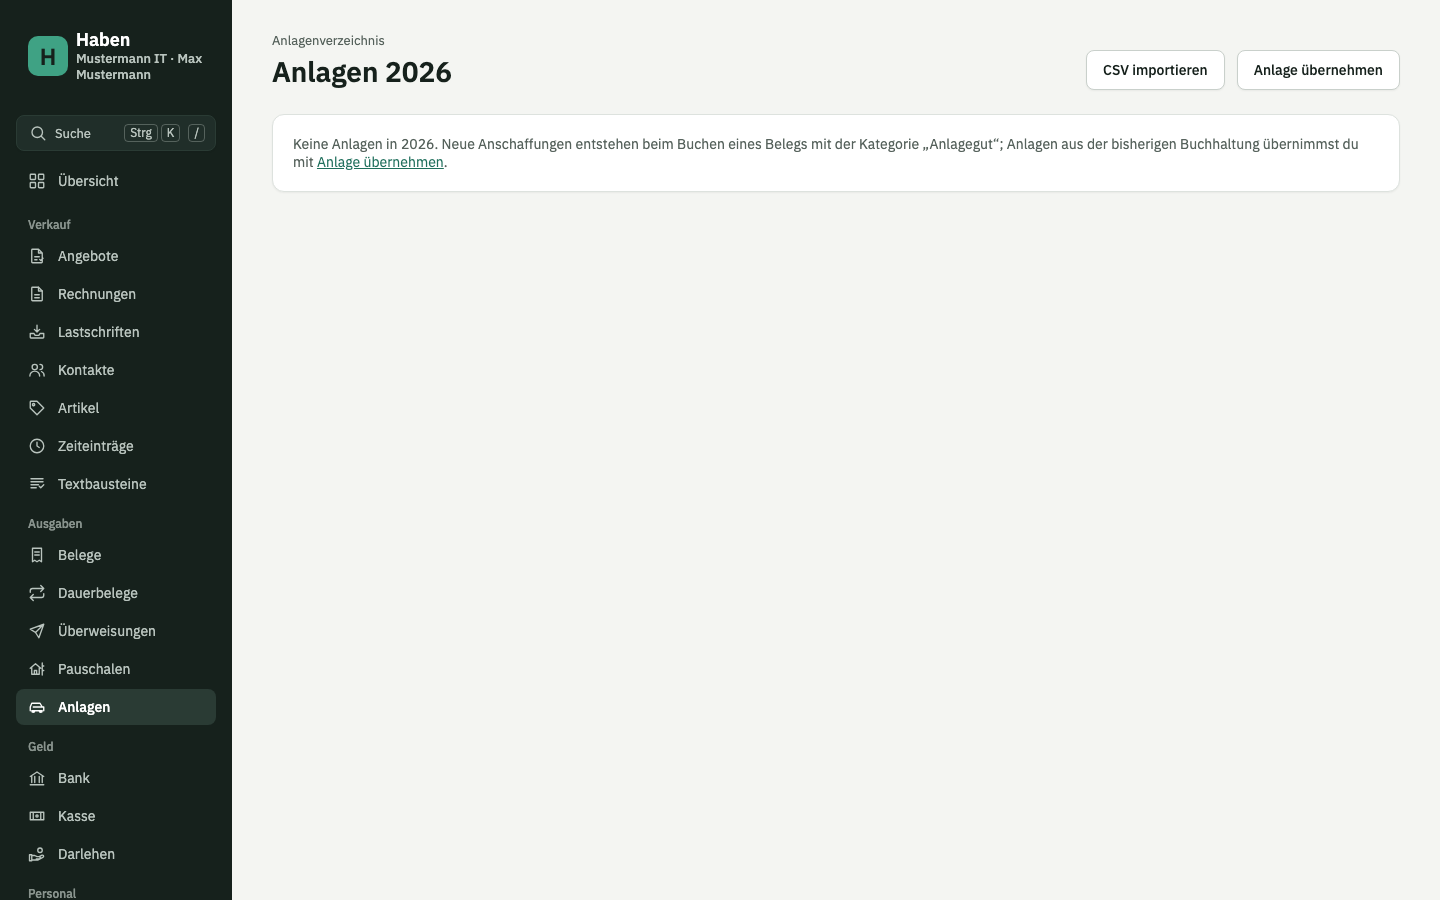 Haben
Mustermann IT · Max
Mustermann
Suche Strg K /
Übersicht
Verkauf
Angebote
Rechnungen
Lastschriften
Kontakte
Artikel
Zeiteinträge
Textbausteine
Ausgaben
Belege
Dauerbelege
Überweisungen
Pauschalen
Anlagen
Geld
Bank
Kasse
Darlehen
Personal
Anlagenverzeichnis
Anlagen 2026
CSV importieren
Anlage übernehmen
Keine Anlagen in 2026. Neue Anschaffungen entstehen beim Buchen eines Belegs mit der Kategorie „Anlagegut“; Anlagen aus der bisherigen Buchhaltung übernimmst du
mit Anlage übernehmen.